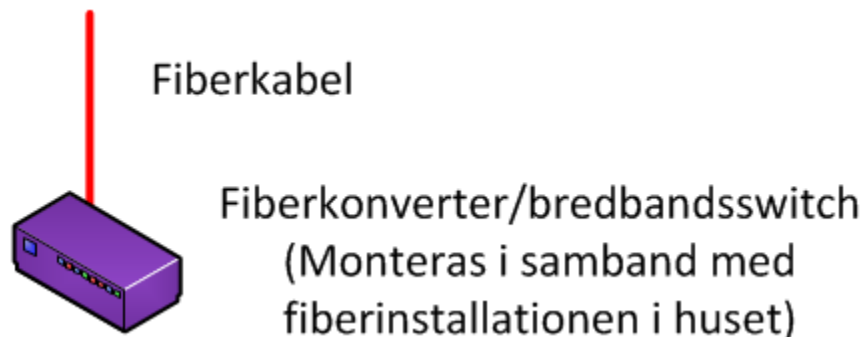 Fiberkabel
Fiberkonverter/bredbandsswitch
(Monteras i samband med
fiberinstallationen i huset)